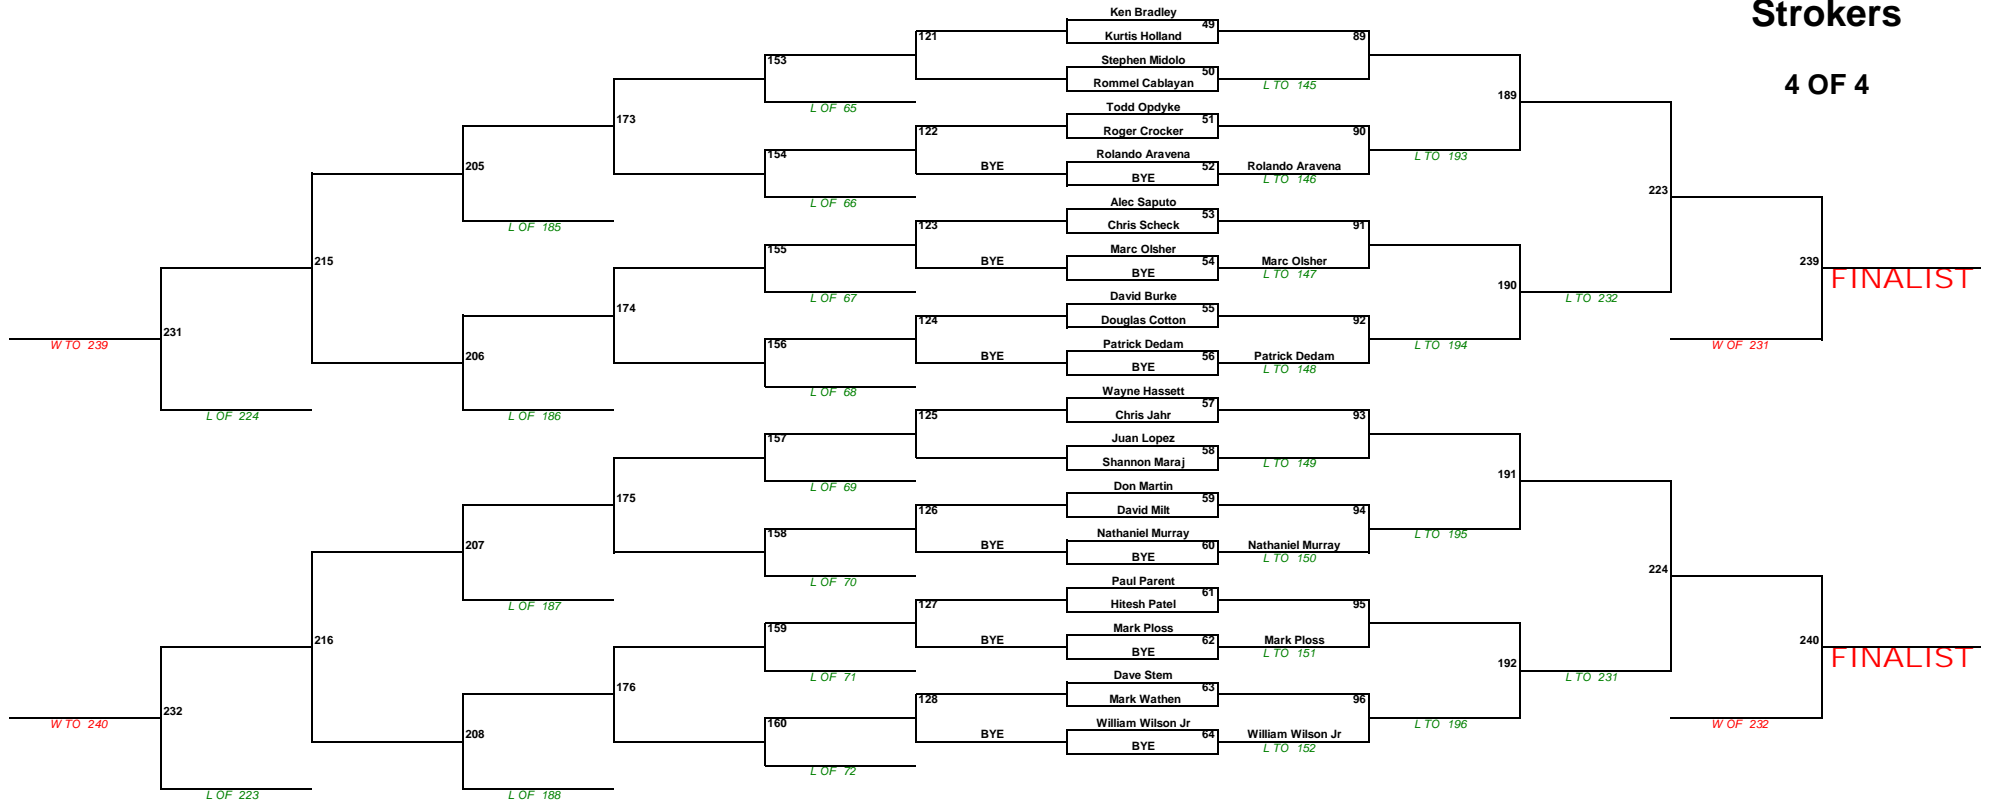 Strokers
4 OF 4
Ken Bradley
49
121
Kurtis Holland
89
153
Stephen Midolo
50
Rommel Cablayan
L TO 145
189
L OF 65
Todd Opdyke
173
51
122
Roger Crocker
90
154
Rolando Aravena
L TO 193
205
BYE
52
Rolando Aravena
BYE
L TO 146
223
L OF 66
Alec Saputo
53
L OF 185
123
Chris Scheck
91
155
Marc Olsher
215
BYE
54
Marc Olsher
239
BYE
L TO 147
FINALIST
190
L OF 67
David Burke
L TO 232
174
55
124
Douglas Cotton
92
231
W TO 239
156
Patrick Dedam
L TO 194
W OF 231
206
BYE
56
Patrick Dedam
BYE
L TO 148
L OF 68
Wayne Hassett
57
L OF 224
L OF 186
125
Chris Jahr
93
157
Juan Lopez
58
Shannon Maraj
L TO 149
191
L OF 69
Don Martin
175
59
126
David Milt
94
158
Nathaniel Murray
L TO 195
207
BYE
60
Nathaniel Murray
BYE
L TO 150
224
L OF 70
Paul Parent
61
L OF 187
127
Hitesh Patel
95
159
Mark Ploss
216
BYE
62
Mark Ploss
240
BYE
L TO 151
FINALIST
192
L OF 71
Dave Stem
L TO 231
176
63
128
Mark Wathen
96
232
W TO 240
160
William Wilson Jr
L TO 196
W OF 232
208
BYE
64
William Wilson Jr
BYE
L TO 152
L OF 72
L OF 223
L OF 188